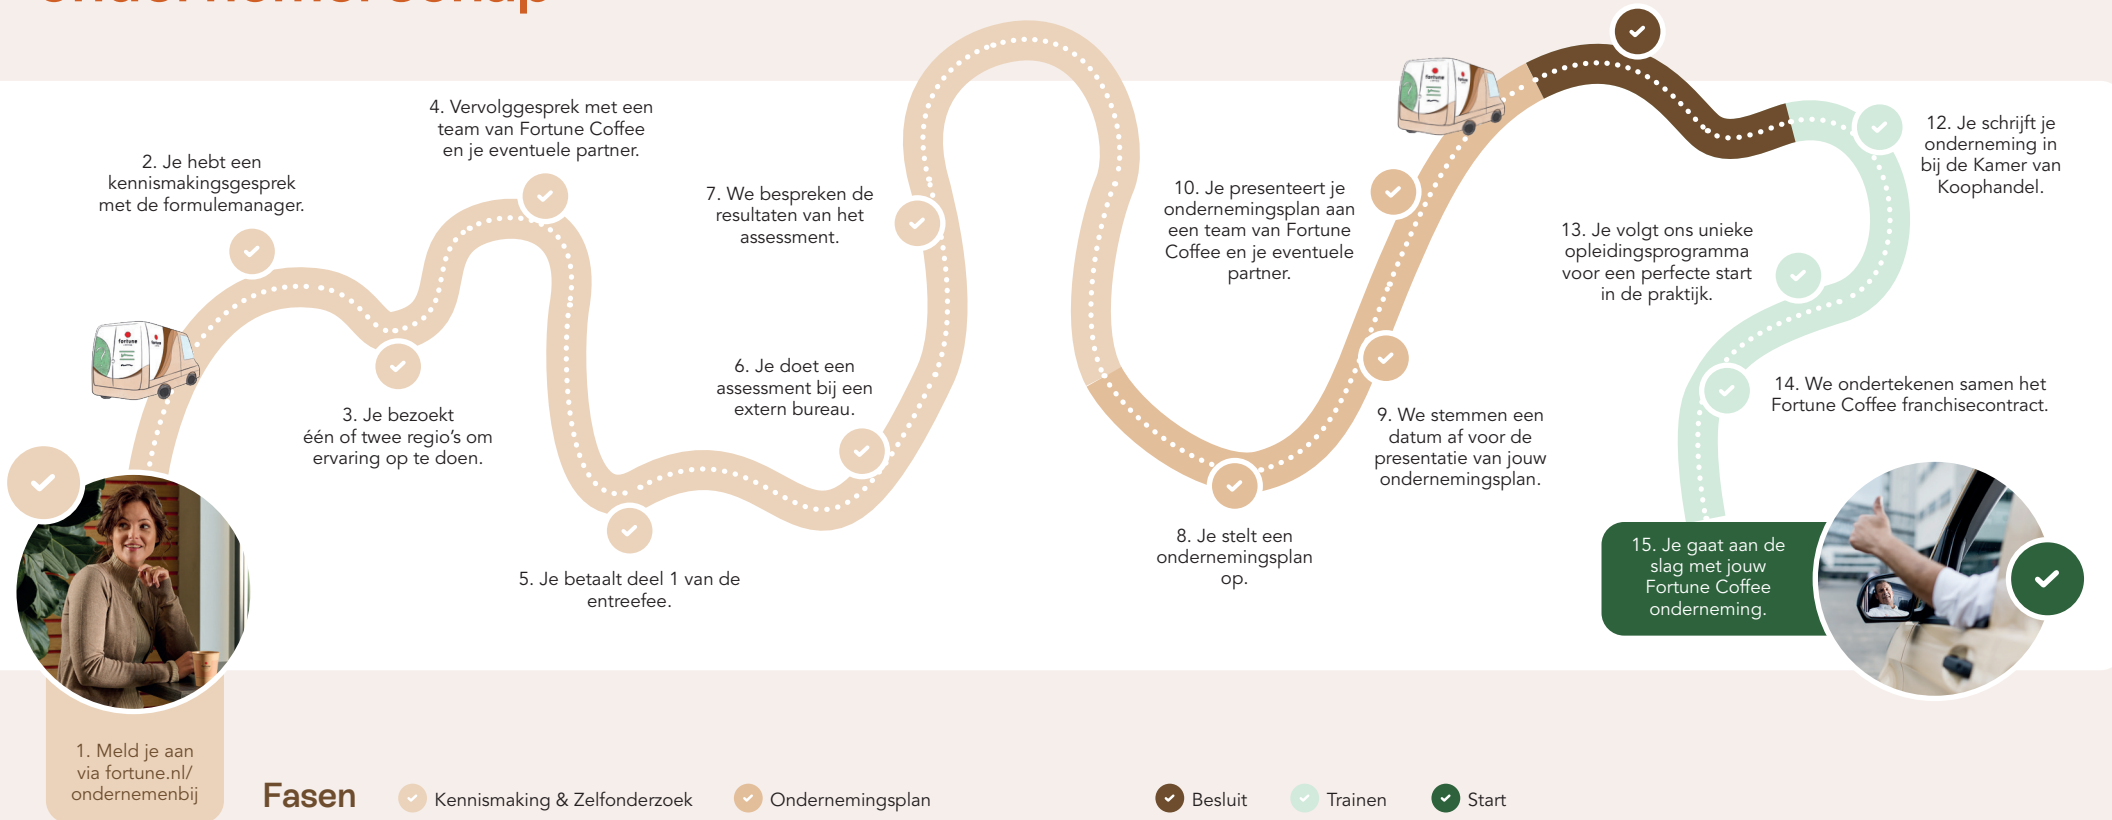 2. Je hebt een
kennismakingsgesprek
met de formulemanager.
3. Je bezoekt
één of twee regio's om
ervaring op te doen.
4. Vervolggesprek met een
team van Fortune Coffee
en je eventuele partner.
5. Je betaalt deel 1 van de
entreefee.
6. Je doet een
assessment bij een
extern bureau.
7. We bespreken de
resultaten van het
assessment.
8. Je stelt een
ondernemingsplan
op.
9. We stemmen een
datum af voor de
presentatie van jouw
ondernemingsplan.
10. Je presenteert je
ondernemingsplan aan
een team van Fortune
Coffee en je eventuele
partner.
12. Je schrijft je
onderneming in
bij de Kamer van
Koophandel.
13. Je volgt ons unieke
opleidingsprogramma
voor een perfecte start
in de praktijk.
14. We ondertekenen samen het
Fortune Coffee franchisecontract.
15. Je gaat aan de
slag met jouw
Fortune Coffee
onderneming.
1. Meld je aan
via fortune.nl/
ondernemenbij
fortune
fortune
Fasen
Kennismaking & Zelfonderzoek
Ondernemingsplan
Besluit
Trainen
Start